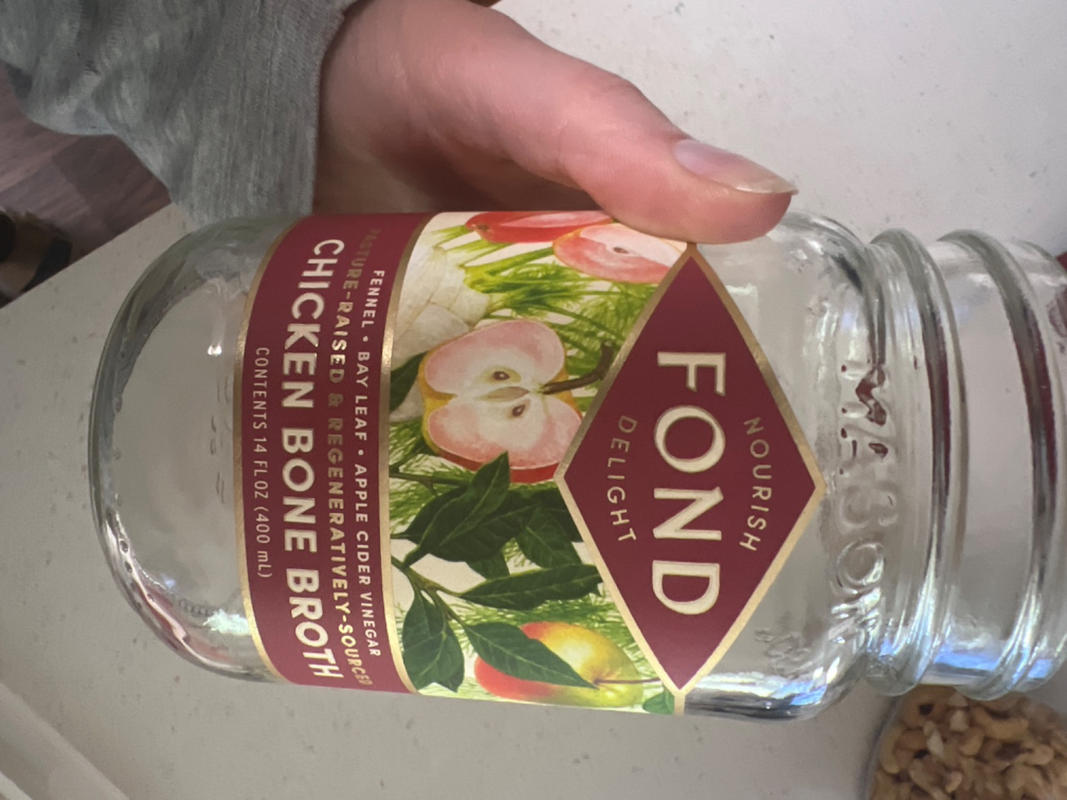 MASON
NOURISH
FOND
DELIGHT
FENNEL • BAY LEAF • APPLE CIDER VINEGAR
PASTURE-RAISED & REGENERATIVELY-SOURCED
CHICKEN BONE BROTH
CONTENTS 14 FL OZ (400 mL)